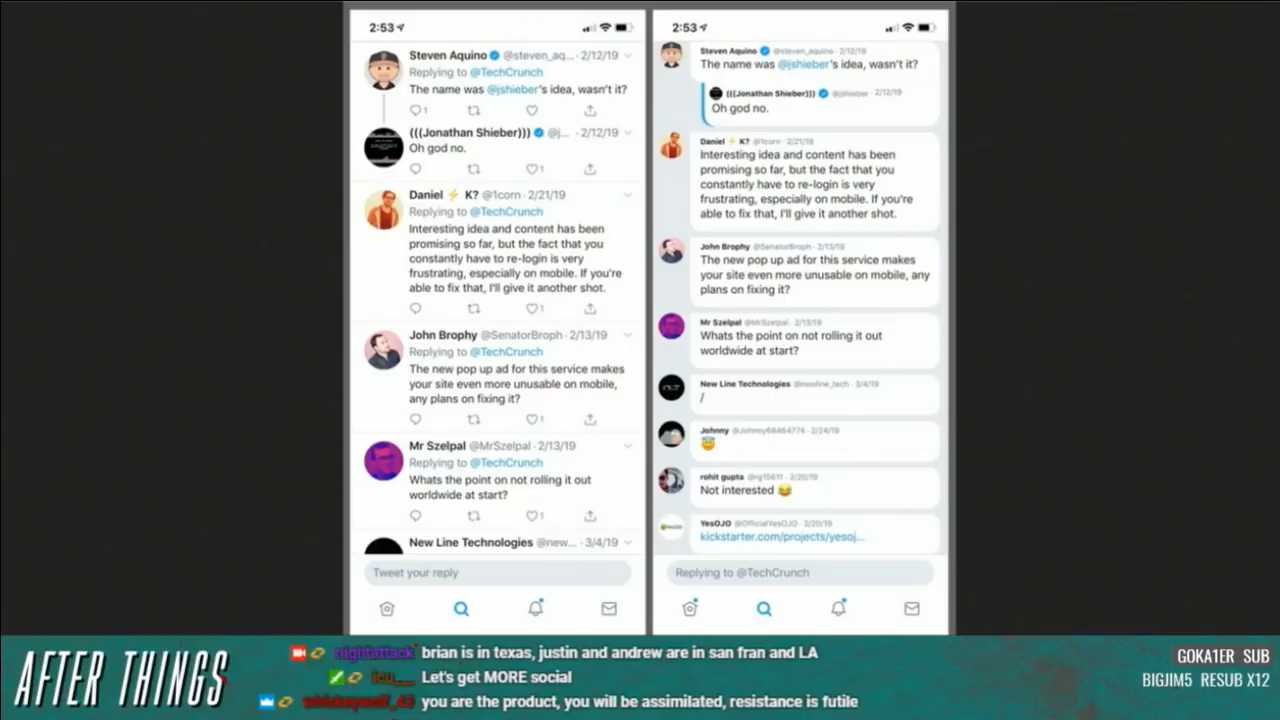 2:53
Steven Aquino @steven_aq... · 2/12/19
Replying to @TechCrunch
The name was @jshieber's idea, wasn't it?
1
(((Jonathan Shieber))) @j... · 2/12/19
Oh god no.
1
Daniel ⚡ K? @1corn · 2/21/19
Replying to @TechCrunch
Interesting idea and content has been
promising so far, but the fact that you
constantly have to re-login is very
frustrating, especially on mobile. If you're
able to fix that, I'll give it another shot.
1
John Brophy @SenatorBroph · 2/13/19
Replying to @TechCrunch
The new pop up ad for this service makes
your site even more unusable on mobile,
any plans on fixing it?
1
Mr Szelpal @MrSzelpal · 2/13/19
Replying to @TechCrunch
Whats the point on not rolling it out
worldwide at start?
1
New Line Technologies @new... · 3/4/19
Tweet your reply
2:53
Steven Aquino @steven_aquino · 2/12/19
The name was @jshieber's idea, wasn't it?
(((Jonathan Shieber))) @jshieber · 2/12/19
Oh god no.
Daniel ⚡ K? @1corn · 2/21/19
Interesting idea and content has been
promising so far, but the fact that you
constantly have to re-login is very
frustrating, especially on mobile. If you're
able to fix that, I'll give it another shot.
John Brophy @SenatorBroph · 2/13/19
The new pop up ad for this service makes
your site even more unusable on mobile, any
plans on fixing it?
Mr Szelpal @MrSzelpal · 2/13/19
Whats the point on not rolling it out
worldwide at start?
New Line Technologies @newline_tech · 3/4/19
/
Johnny @Johnny68464774 · 2/24/19
😇
rohit gupta @rg15611 · 2/20/19
Not interested 😂
YesOJO @OfficialYesOJO · 2/20/19
kickstarter.com/projects/yesoj...
Replying to @TechCrunch
AFTER THINGS
nightattack brian is in texas, justin and andrew are in san fran and LA
Let's get MORE social
you are the product, you will be assimilated, resistance is futile
GOKA1ER SUB
BIGJIM5 RESUB X12